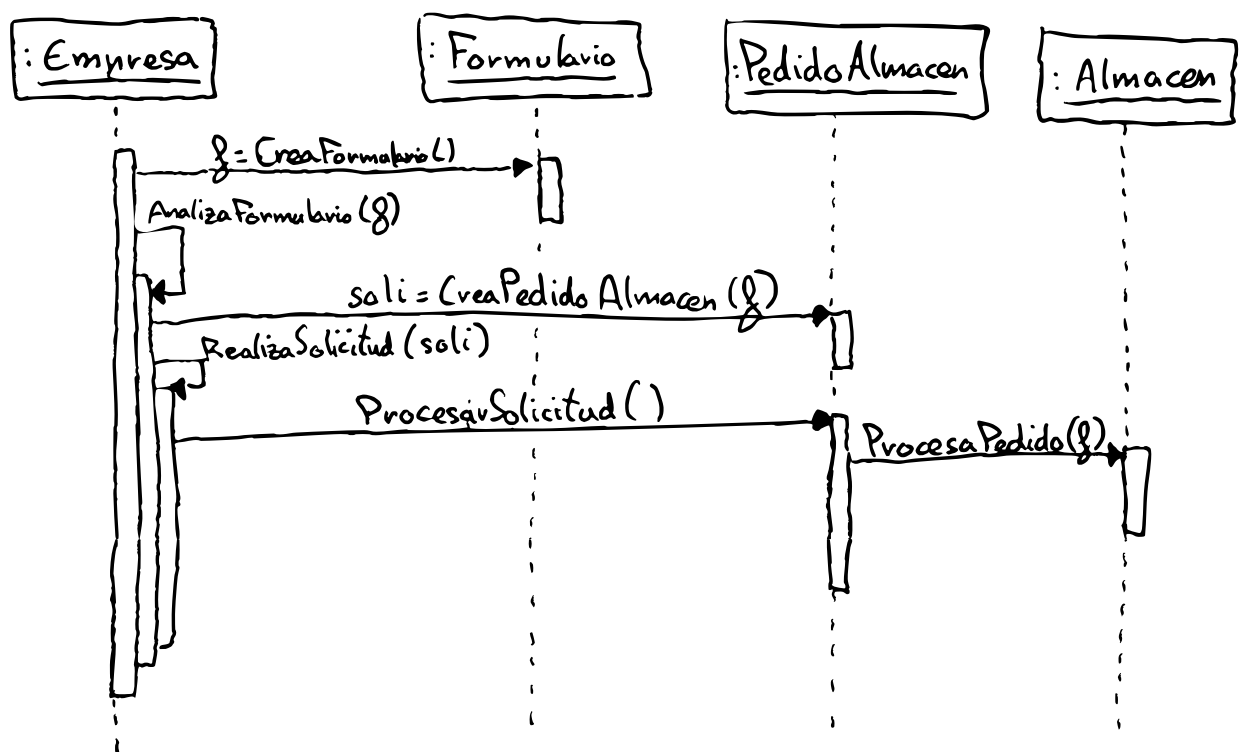 : Empresa
: Formulario
:PedidoAlmacen
: Almacen
f = CreaFormulario()
AnalizaFormulario(f)
soli = CreaPedidoAlmacen(f)
RealizaSolicitud(soli)
ProcesarSolicitud()
ProcesaPedido(f)